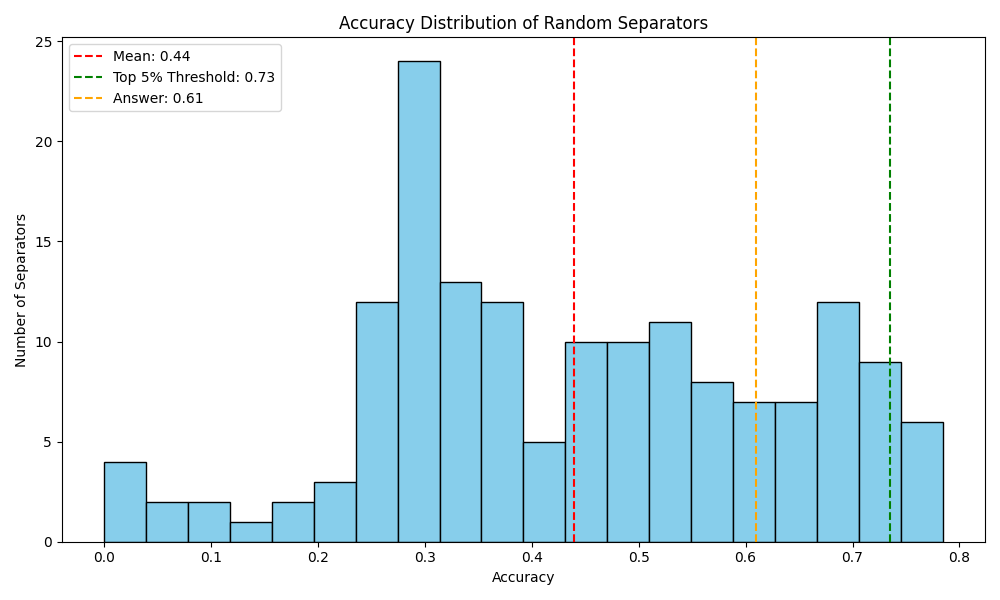 Accuracy Distribution of Random Separators
Mean: 0.44
Top 5% Threshold: 0.73
Answer: 0.61
Number of Separators
25
20
15
10
5
0
0.0 0.1 0.2 0.3 0.4 0.5 0.6 0.7 0.8
Accuracy